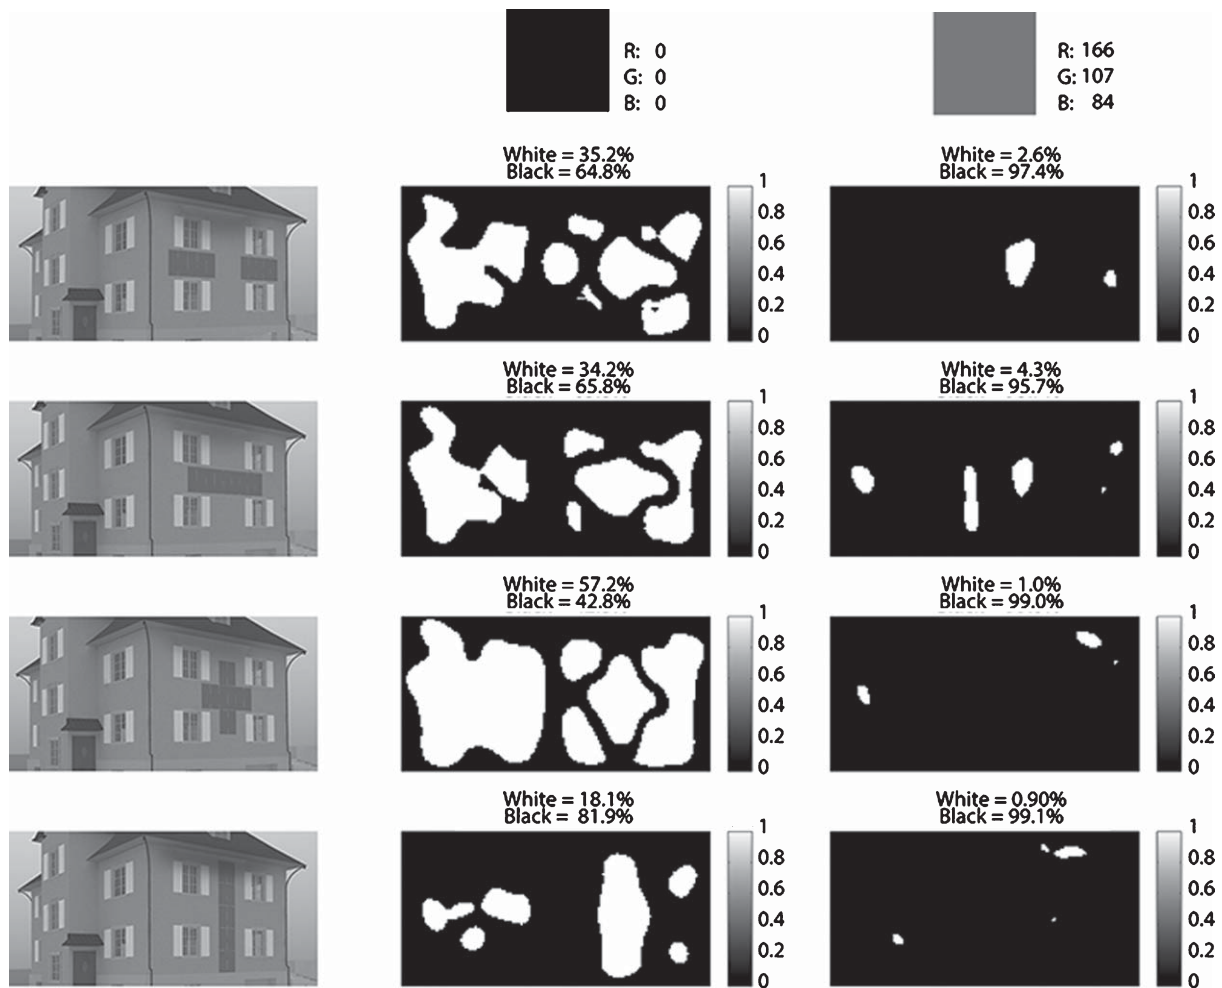 R: 0
G: 0
B: 0
R: 166
G: 107
B: 84
White = 35.2%
Black = 64.8%
White = 2.6%
Black = 97.4%
1
0.8
0.6
0.4
0.2
0
1
0.8
0.6
0.4
0.2
0
White = 34.2%
Black = 65.8%
White = 4.3%
Black = 95.7%
1
0.8
0.6
0.4
0.2
0
1
0.8
0.6
0.4
0.2
0
White = 57.2%
Black = 42.8%
White = 1.0%
Black = 99.0%
1
0.8
0.6
0.4
0.2
0
1
0.8
0.6
0.4
0.2
0
White = 18.1%
Black = 81.9%
White = 0.90%
Black = 99.1%
1
0.8
0.6
0.4
0.2
0
1
0.8
0.6
0.4
0.2
0